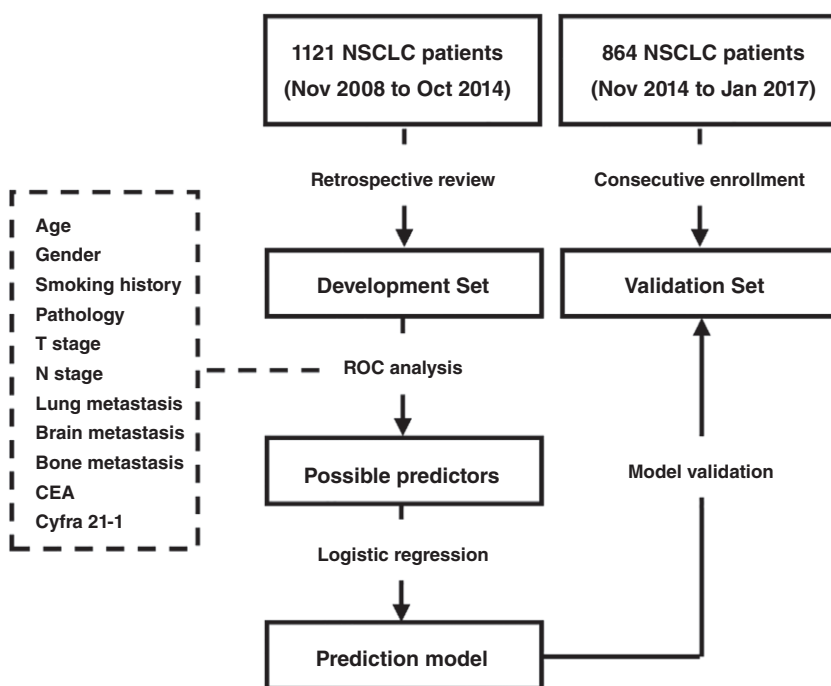 1121 NSCLC patients
(Nov 2008 to Oct 2014)
864 NSCLC patients
(Nov 2014 to Jan 2017)
Retrospective review
Consecutive enrollment
Age
Gender
Smoking history
Pathology
T stage
N stage
Lung metastasis
Brain metastasis
Bone metastasis
CEA
Cyfra 21-1
Development Set
Validation Set
ROC analysis
Possible predictors
Model validation
Logistic regression
Prediction model